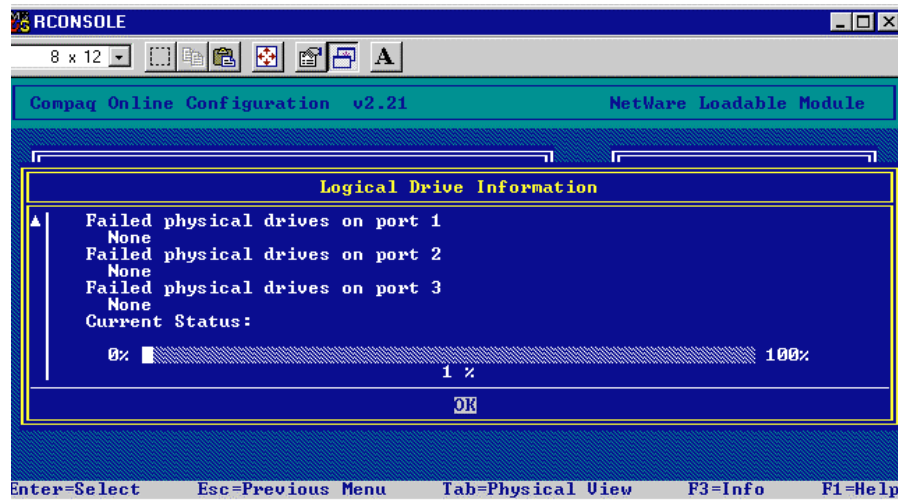 RCONSOLE
8 x 12
A
Compaq Online Configuration v2.21 NetWare Loadable Module
Logical Drive Information
Failed physical drives on port 1
None
Failed physical drives on port 2
None
Failed physical drives on port 3
None
Current Status:
0% 100%
1 %
OK
Enter=Select Esc=Previous Menu Tab=Physical View F3=Info F1=Help